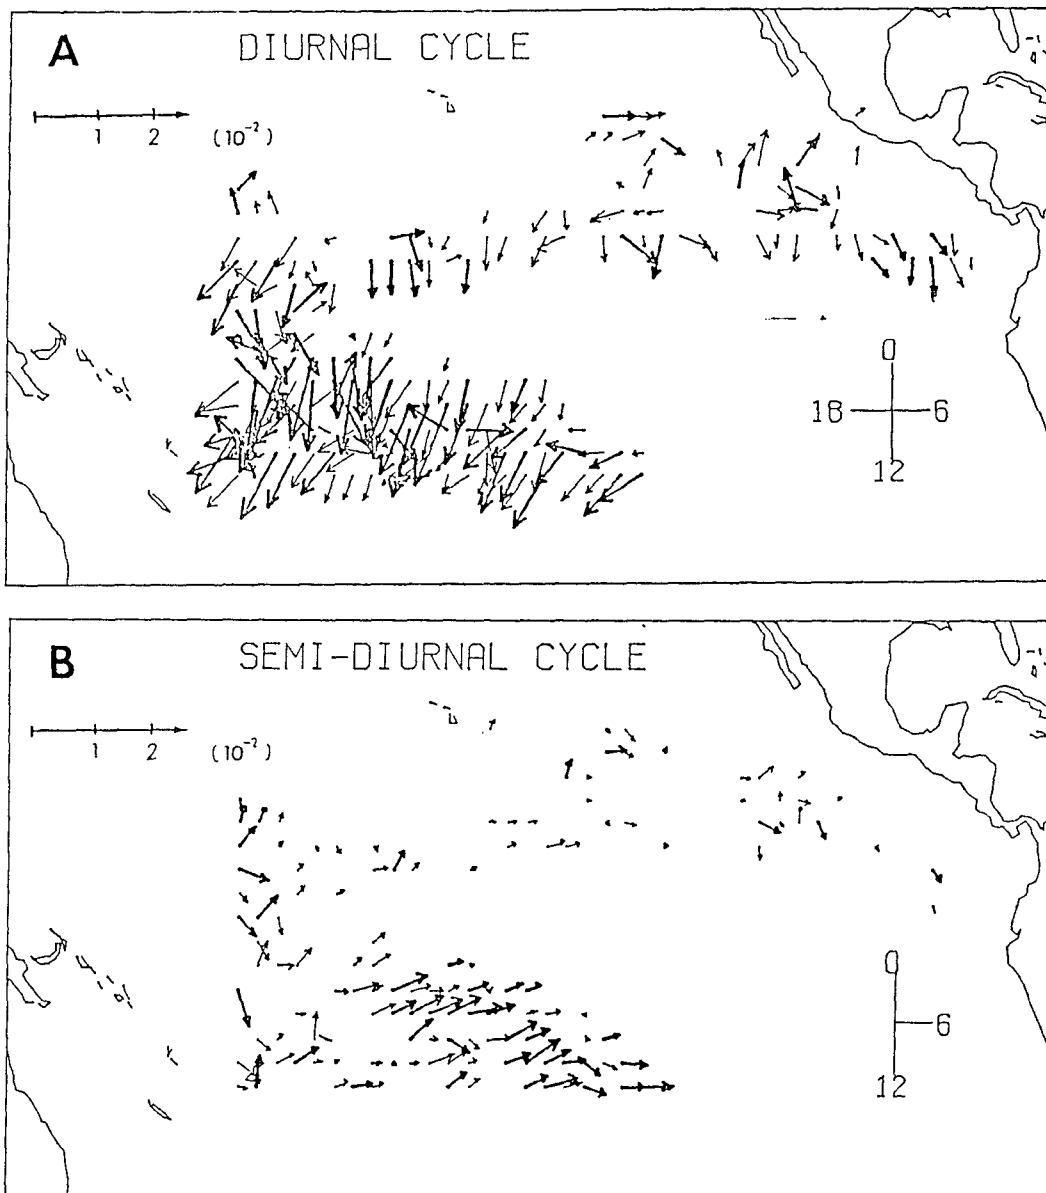 A
DIURNAL CYCLE
1 2 (10⁻²)
0
18 6
12
B
SEMI-DIURNAL CYCLE
1 2 (10⁻²)
0
6
12